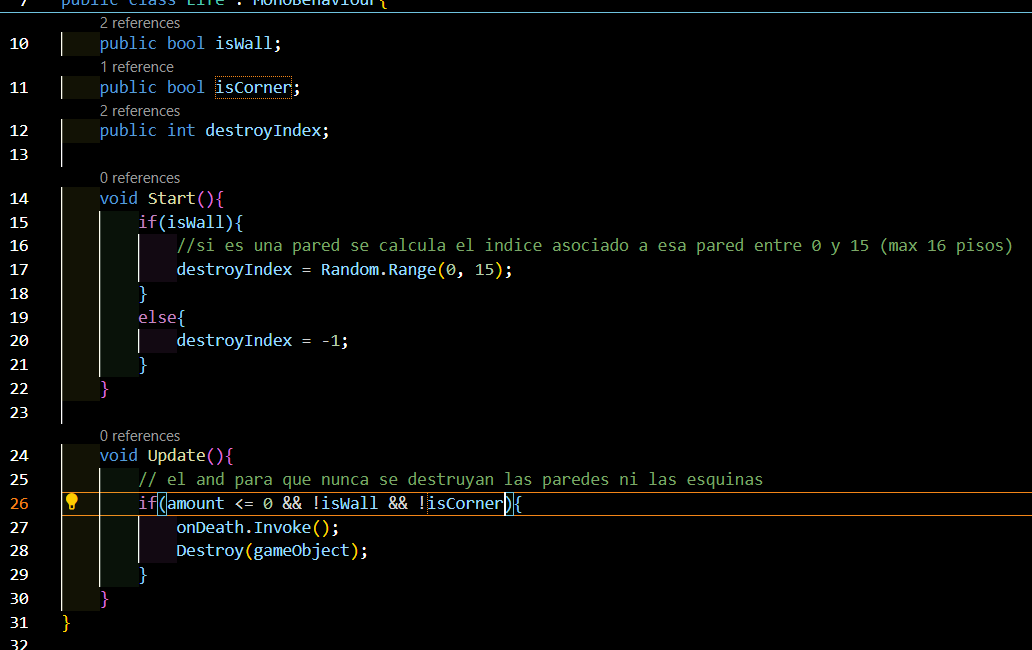 7 public class Life : MonoBehaviour{
2 references
10 public bool isWall;
1 reference
11 public bool isCorner;
2 references
12 public int destroyIndex;
13
0 references
14 void Start(){
15 if(isWall){
16 //si es una pared se calcula el indice asociado a esa pared entre 0 y 15 (max 16 pisos)
17 destroyIndex = Random.Range(0, 15);
18 }
19 else{
20 destroyIndex = -1;
21 }
22 }
23
0 references
24 void Update(){
25 // el and para que nunca se destruyan las paredes ni las esquinas
26 if(amount <= 0 && !isWall && !isCorner){
27 onDeath.Invoke();
28 Destroy(gameObject);
29 }
30 }
31 }
32